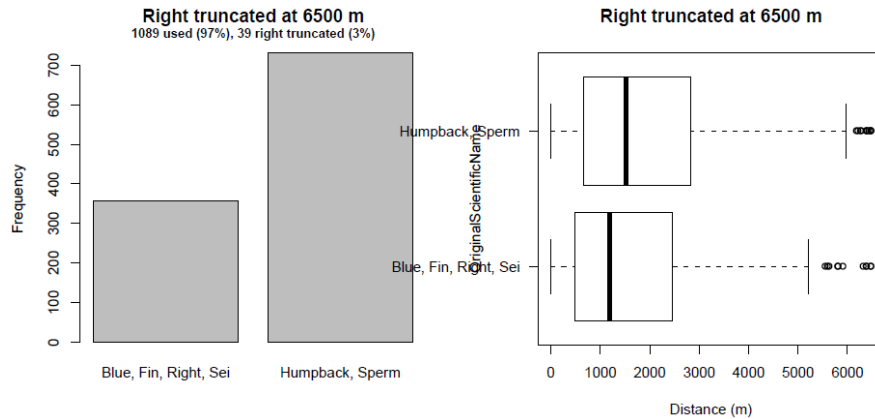 Right truncated at 6500 m
1089 used (97%), 39 right truncated (3%)
Frequency
0 100 200 300 400 500 600 700
Blue, Fin, Right, Sei Humpback, Sperm
Right truncated at 6500 m
OriginalScientificName
Humpback, Sperm
Blue, Fin, Right, Sei
0 1000 2000 3000 4000 5000 6000
Distance (m)